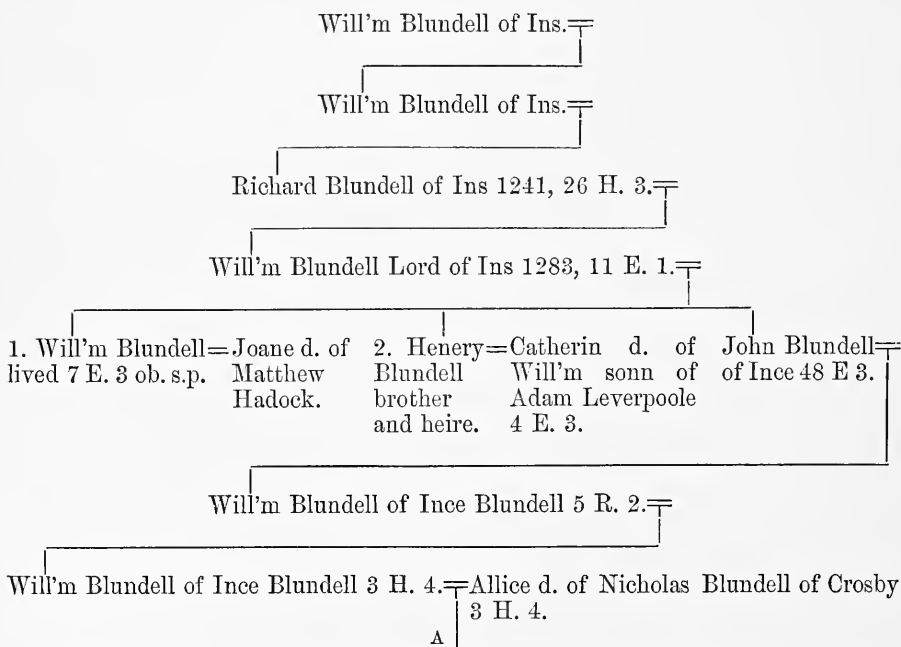 Will'm Blundell of Ins.
Will'm Blundell of Ins.
Richard Blundell of Ins 1241, 26 H. 3.
Will'm Blundell Lord of Ins 1283, 11 E. 1.
1. Will'm Blundell=Joane d. of
lived 7 E. 3 ob. s.p. Matthew
Hadock.
2. Henery=Catherin d. of
Blundell Will'm sonn of
brother Adam Leverpoole
and heire. 4 E. 3.
John Blundell
of Ince 48 E 3.
Will'm Blundell of Ince Blundell 5 R. 2.
Will'm Blundell of Ince Blundell 3 H. 4.=Allice d. of Nicholas Blundell of Crosby
3 H. 4.
A